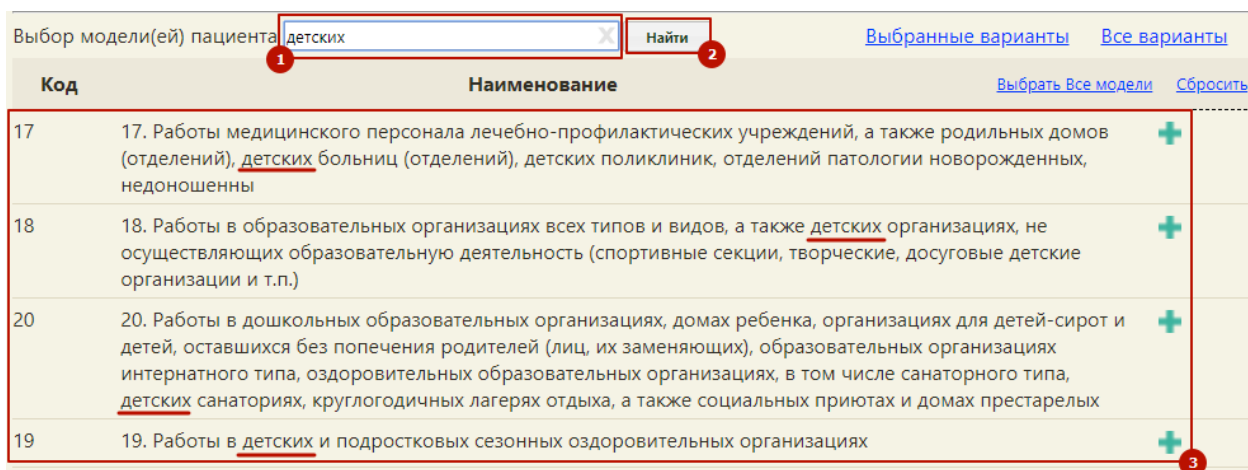 Выбор модели(ей) пациента детских X Найти Выбранные варианты Все варианты
1 2
Код Наименование Выбрать Все модели Сбросить
17 17. Работы медицинского персонала лечебно-профилактических учреждений, а также родильных домов
(отделений), детских больниц (отделений), детских поликлиник, отделений патологии новорожденных,
недоношенны
18 18. Работы в образовательных организациях всех типов и видов, а также детских организациях, не
осуществляющих образовательную деятельность (спортивные секции, творческие, досуговые детские
организации и т.п.)
20 20. Работы в дошкольных образовательных организациях, домах ребенка, организациях для детей-сирот и
детей, оставшихся без попечения родителей (лиц, их заменяющих), образовательных организациях
интернатного типа, оздоровительных образовательных организациях, в том числе санаторного типа,
детских санаториях, круглогодичных лагерях отдыха, а также социальных приютах и домах престарелых
19 19. Работы в детских и подростковых сезонных оздоровительных организациях
3